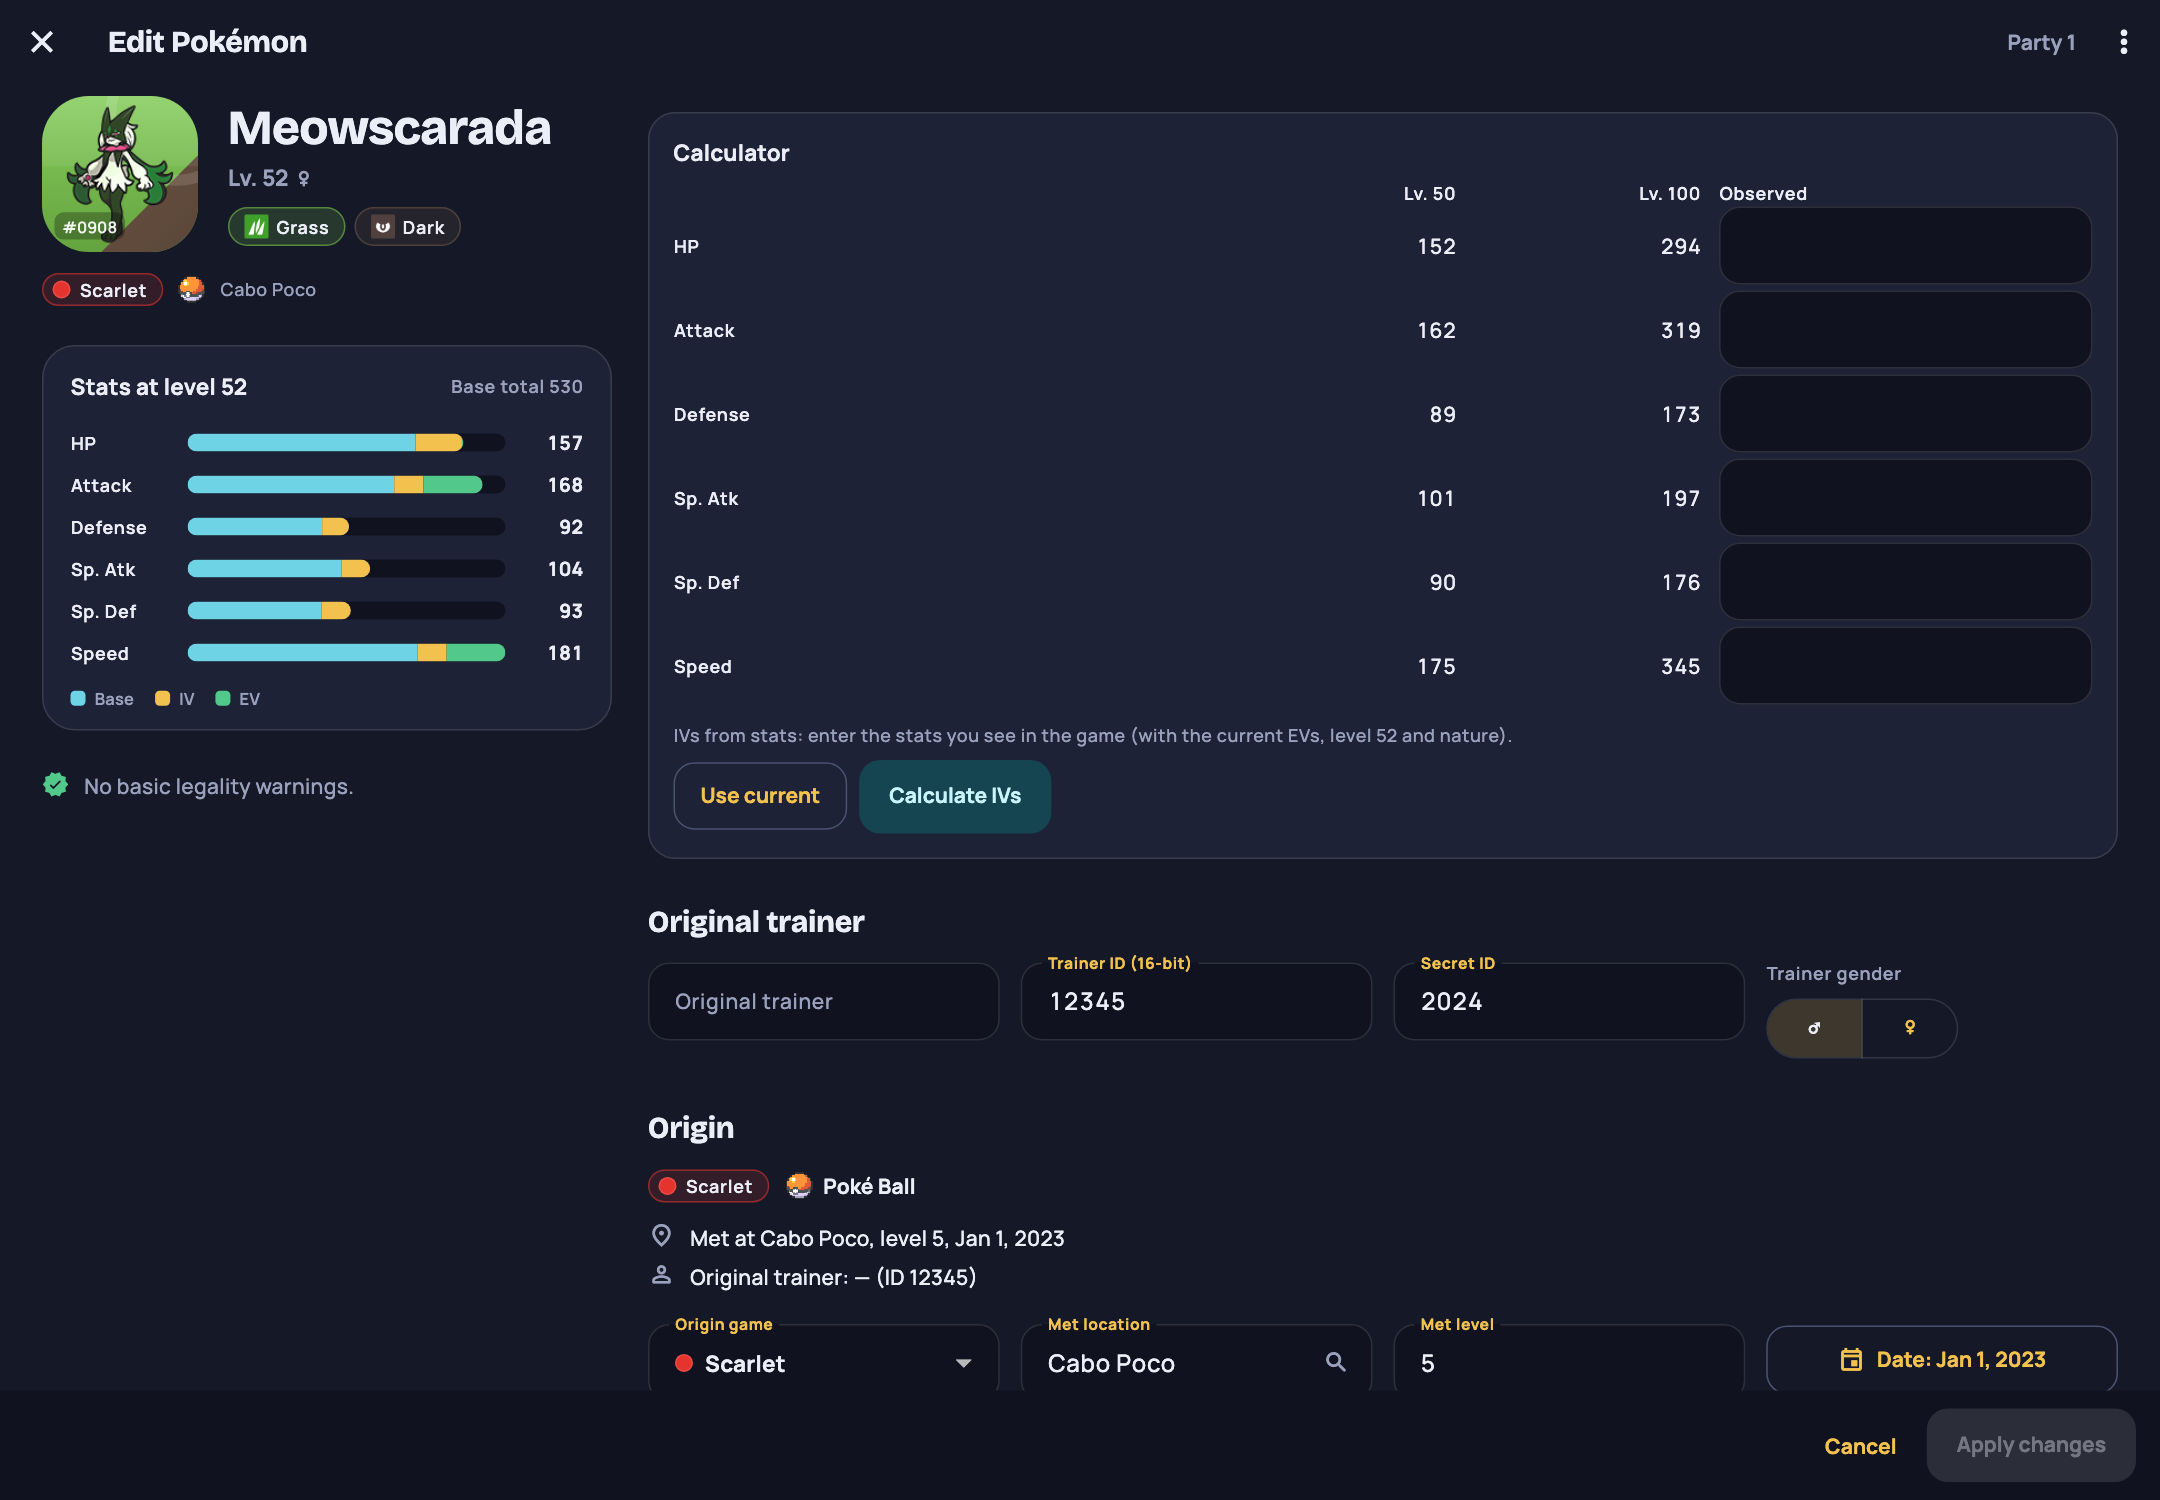 Edit Pokémon
Party 1
#0908
Meowscarada
Lv. 52 ♀
Grass
Dark
Scarlet
Cabo Poco
Stats at level 52
Base total 530
HP 157
Attack 168
Defense 92
Sp. Atk 104
Sp. Def 93
Speed 181
Base IV EV
No basic legality warnings.
Calculator
Lv. 50 Lv. 100 Observed
HP 152 294
Attack 162 319
Defense 89 173
Sp. Atk 101 197
Sp. Def 90 176
Speed 175 345
IVs from stats: enter the stats you see in the game (with the current EVs, level 52 and nature).
Use current
Calculate IVs
Original trainer
Original trainer
Trainer ID (16-bit)
12345
Secret ID
2024
Trainer gender
♂ ♀
Origin
Scarlet
Poké Ball
Met at Cabo Poco, level 5, Jan 1, 2023
Original trainer: — (ID 12345)
Origin game
Scarlet
Met location
Cabo Poco
Met level
5
Date: Jan 1, 2023
Cancel
Apply changes